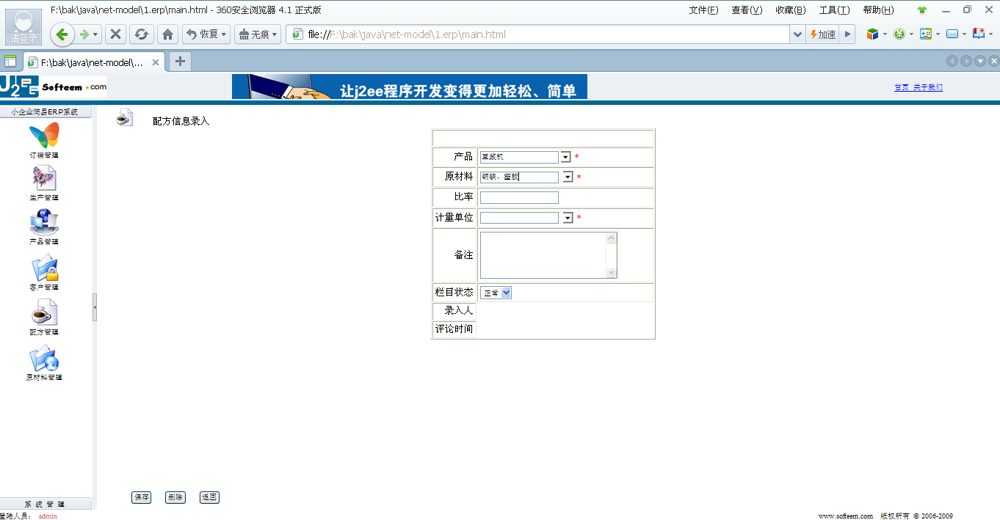 F:\bak\java\net-model\1.erp\main.html - 360安全浏览器 4.1 正式版
文件(F) 查看(V) 收藏(B) 工具(T) 帮助(H)
请登录
恢复 无痕 file://F:\bak\java\net-model\1.erp\main.html 加速
F:\bak\java\net-model\...
J2EE Softeem .com
让j2ee程序开发变得更加轻松、简单
首页 关于我们
小企业简易ERP系统
配方信息录入
订销管理
生产管理
产品管理
客户管理
配方管理
原材料管理
产品 豆浆机 *
原材料 钢铁、塑胶 *
比率
计量单位 *
备注
栏目状态 正常
录入人
评论时间
保存 删除 返回
系 统 管 理
登陆人员: admin
www.softeem.com 版权所有 © 2006-2009